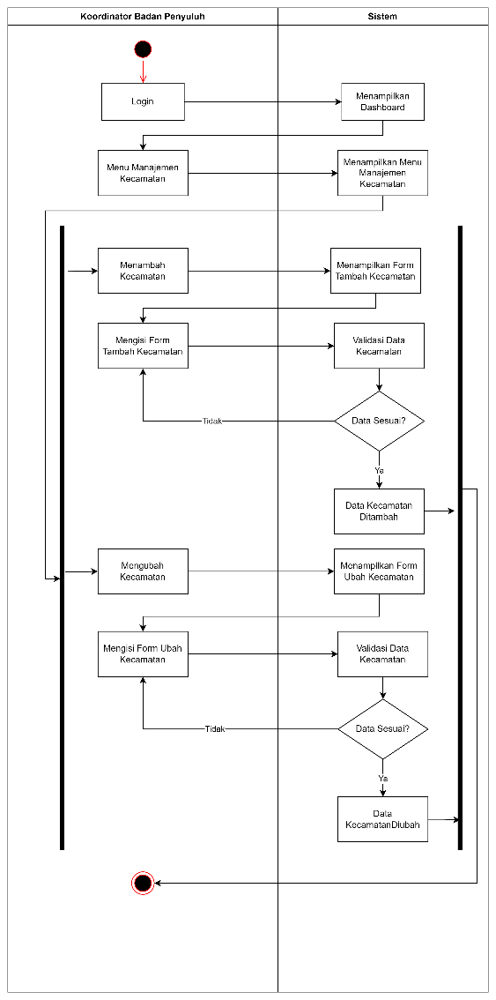 Koordinator Badan Penyuluh
Sistem
Login
Menampilkan
Dashboard
Menu Manajemen
Kecamatan
Menampilkan Menu
Manajemen
Kecamatan
Menambah
Kecamatan
Menampilkan Form
Tambah Kecamatan
Mengisi Form
Tambah Kecamatan
Validasi Data
Kecamatan
Data Sesuai?
Tidak
Ya
Data Kecamatan
Ditambah
Mengubah
Kecamatan
Menampilkan Form
Ubah Kecamatan
Mengisi Form Ubah
Kecamatan
Validasi Data
Kecamatan
Data Sesuai?
Tidak
Ya
Data
KecamatanDiubah